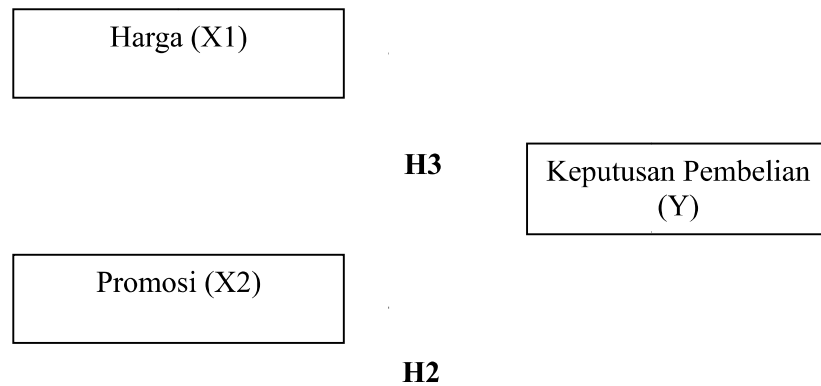 Harga (X1)
H3
Keputusan Pembelian
(Y)
Promosi (X2)
H2